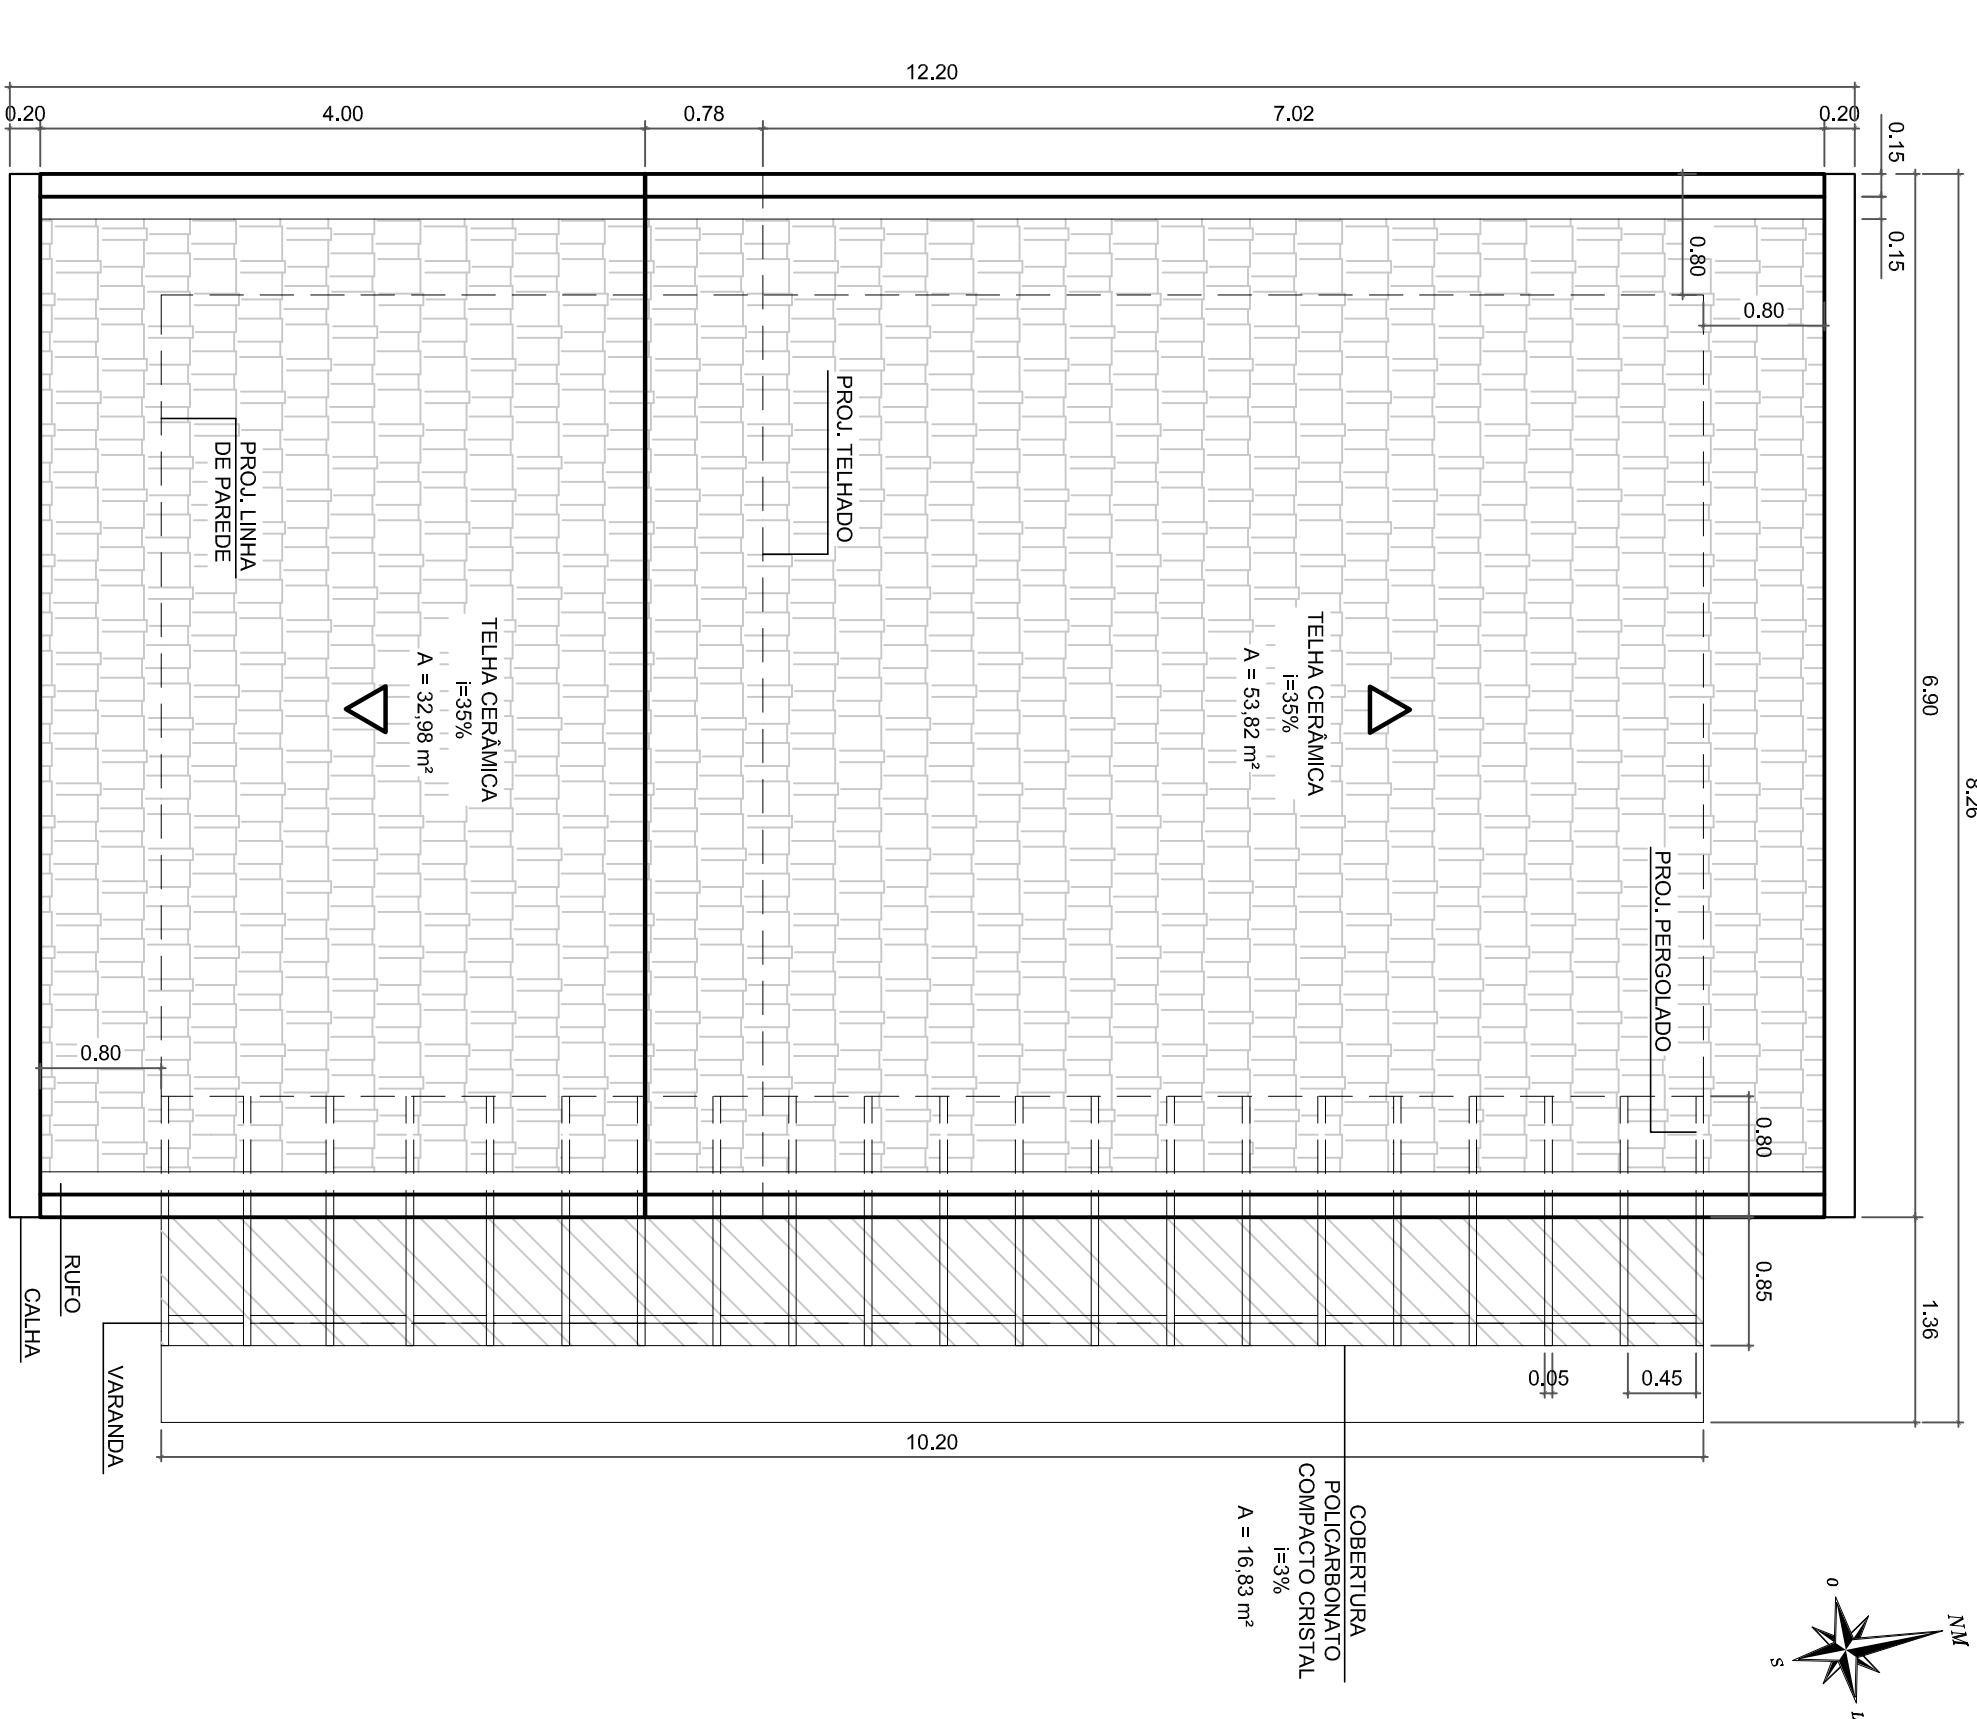 12.20
0.20
4.00
0.78
7.02
0.20
0.15
0.15
0.80
0.80
6.90
8.26
PROJ. TELHADO
PROJ. LINHA
DE PAREDE
TELHA CERÂMICA
i=35%
A = 32,98 m²
TELHA CERÂMICA
i=35%
A = 53,82 m²
PROJ. PERGOLADO
0.80
0.80
0.85
1.36
RUFO
CALHA
VARANDA
0.05
0.45
10.20
COBERTURA
POLICARBONATO
COMPACTO CRISTAL
i=3%
A = 16,83 m²
NM
O
S
L